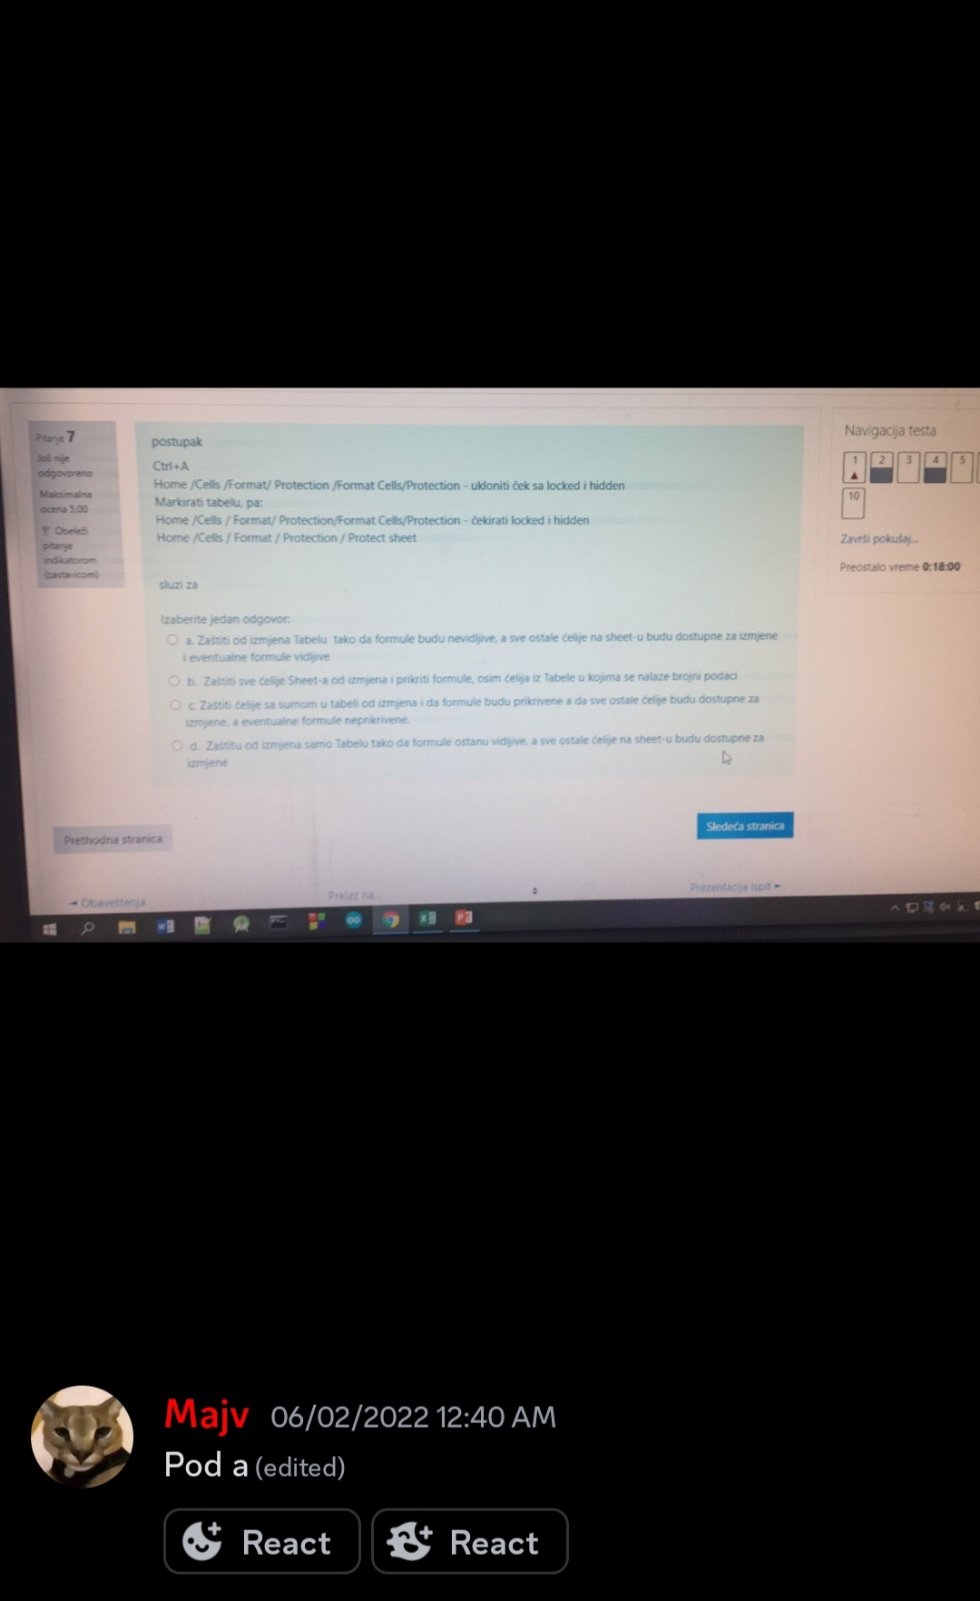 Pitanje 7
Još nije
odgovoreno
Maksimalna
ocena 5,00
Obeleži
pitanje
indikatorom
(zastavicom)
postupak
Ctrl+A
Home /Cells /Format/ Protection /Format Cells/Protection - ukloniti ček sa locked i hidden
Markirati tabelu, pa:
Home /Cells / Format/ Protection/Format Cells/Protection - čekirati locked i hidden
Home /Cells / Format / Protection / Protect sheet
sluzi za
Izaberite jedan odgovor:
a. Zaštiti od izmjena Tabelu tako da formule budu nevidljive, a sve ostale ćelije na sheet-u budu dostupne za izmjene
i eventualne formule vidljive
b. Zaštiti sve ćelije Sheet-a od izmjena i prikriti formule, osim ćelija iz Tabele u kojima se nalaze brojni podaci
c. Zaštiti ćelije sa sumom u tabeli od izmjena i da formule budu prikrivene a da sve ostale ćelije budu dostupne za
izmjene, a eventualne formule neprikrivene.
d. Zaštitu od izmjena samo Tabelu tako da formule ostanu vidljive, a sve ostale ćelije na sheet-u budu dostupne za
izmjene
Prethodna stranica
Sledeća stranica
◄ Obaveštenja
Prelaz na...
Prezentacija ispit ►
Navigacija testa
1 2 3 4 5
10
Završi pokušaj...
Preostalo vreme 0:18:00
Majv 06/02/2022 12:40 AM
Pod a (edited)
React React